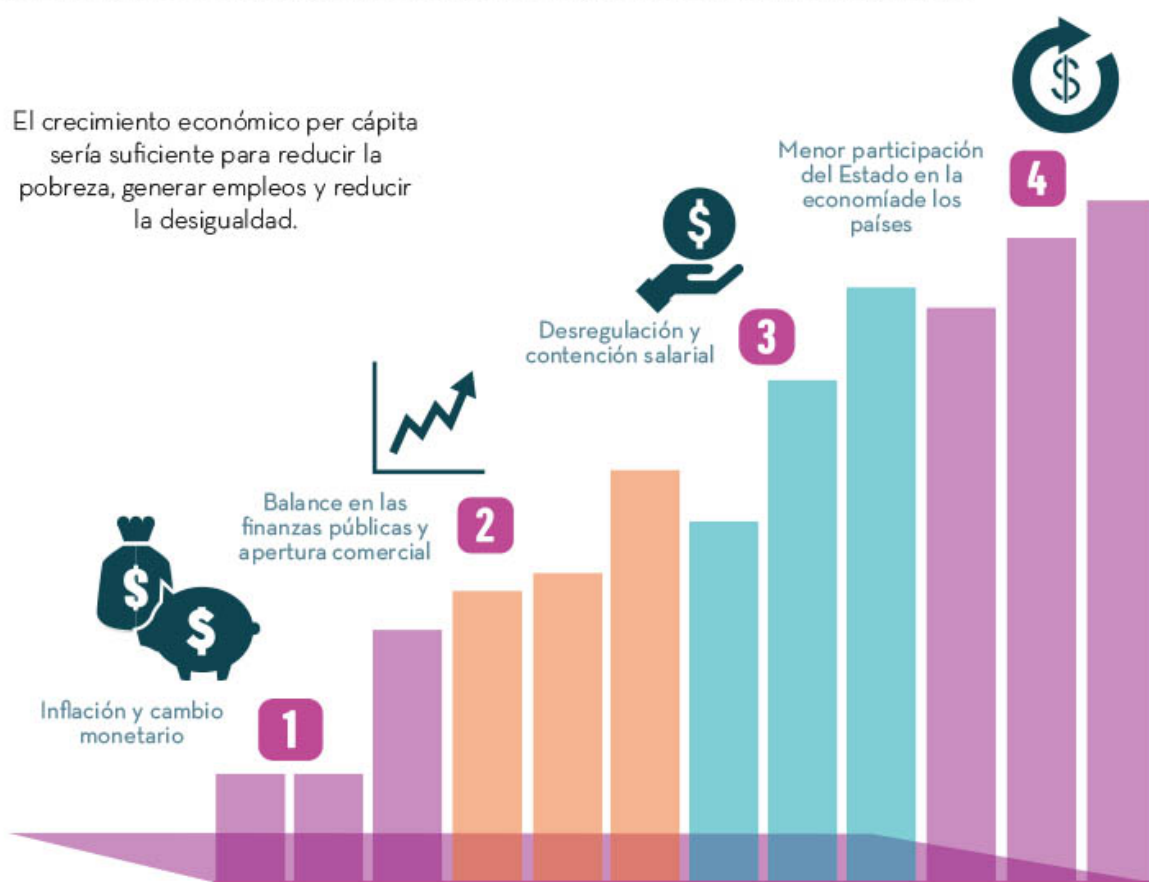 El crecimiento económico per cápita
sería suficiente para reducir la
pobreza, generar empleos y reducir
la desigualdad.
$
Menor participación
del Estado en la
economíade los
países
4
$
Desregulación y
contención salarial
3
Balance en las
finanzas públicas y
apertura comercial
2
$
$
Inflación y cambio
monetario
1